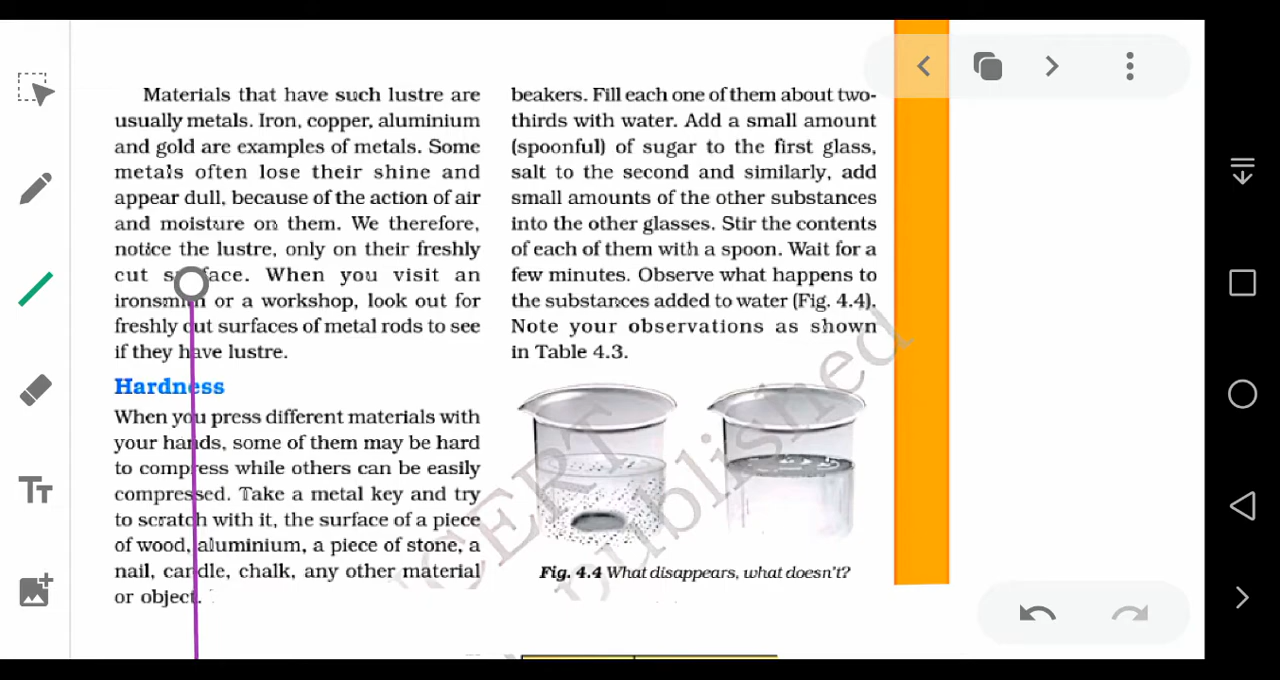 Materials that have such lustre are
usually metals. Iron, copper, aluminium
and gold are examples of metals. Some
metals often lose their shine and
appear dull, because of the action of air
and moisture on them. We therefore,
notice the lustre, only on their freshly
cut surface. When you visit an
ironsmith or a workshop, look out for
freshly cut surfaces of metal rods to see
if they have lustre.
Hardness
When you press different materials with
your hands, some of them may be hard
to compress while others can be easily
compressed. Take a metal key and try
to scratch with it, the surface of a piece
of wood, aluminium, a piece of stone, a
nail, candle, chalk, any other material
or object.
beakers. Fill each one of them about two-
thirds with water. Add a small amount
(spoonful) of sugar to the first glass,
salt to the second and similarly, add
small amounts of the other substances
into the other glasses. Stir the contents
of each of them with a spoon. Wait for a
few minutes. Observe what happens to
the substances added to water (Fig. 4.4).
Note your observations as shown
in Table 4.3.
Fig. 4.4 What disappears, what doesn't?
NCERT
published
Tт